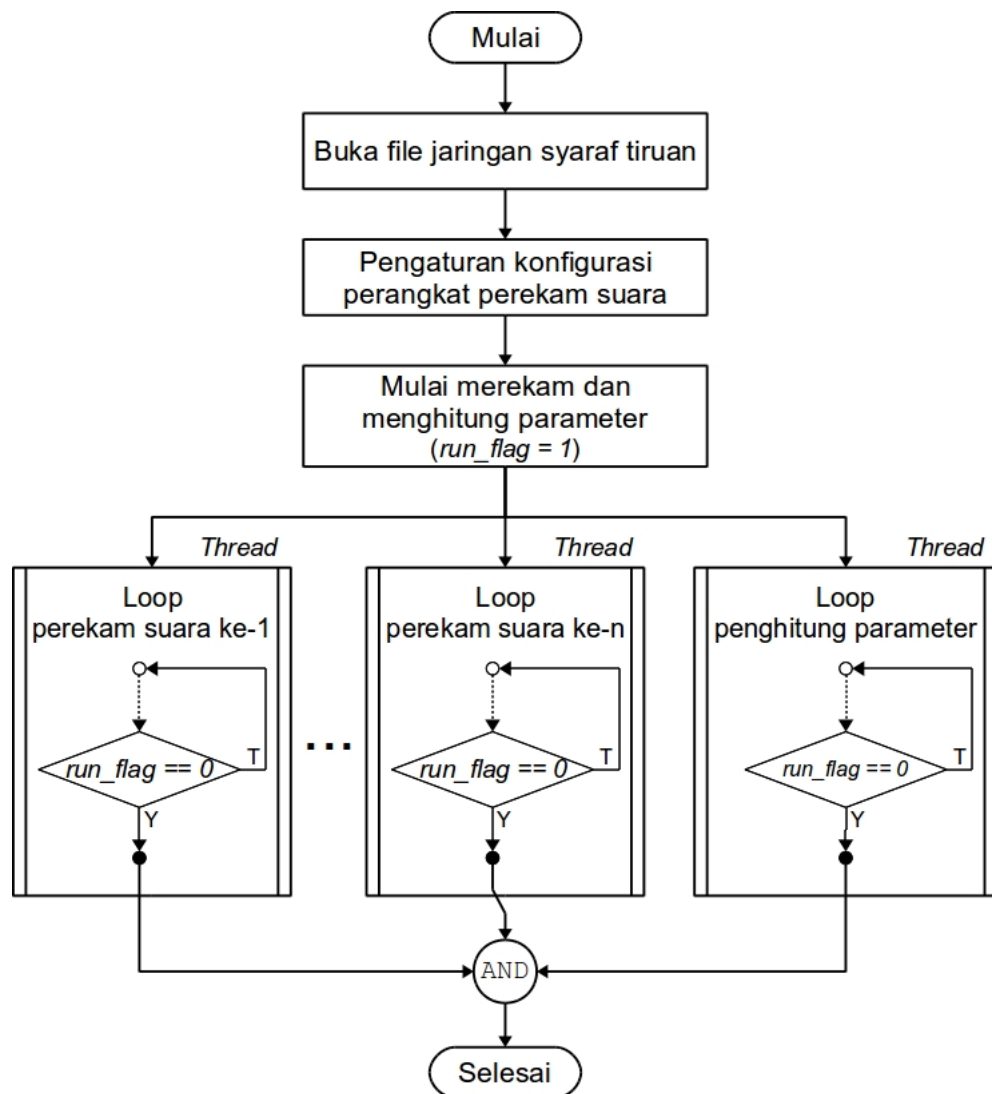 Mulai
Buka file jaringan syaraf tiruan
Pengaturan konfigurasi
perangkat perekam suara
Mulai merekam dan
menghitung parameter
(run_flag = 1)
Thread
Loop
perekam suara ke-1
run_flag == 0
T
Y
...
Thread
Loop
perekam suara ke-n
run_flag == 0
T
Y
Thread
Loop
penghitung parameter
run_flag == 0
T
Y
AND
Selesai